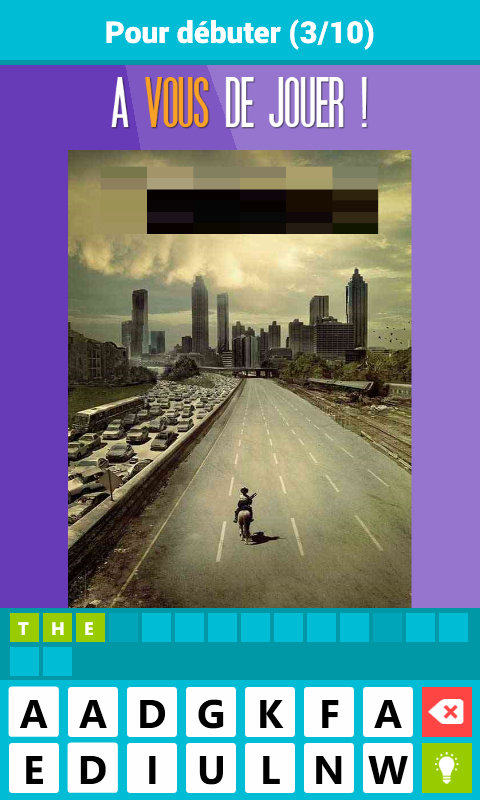 Pour débuter (3/10)
A VOUS DE JOUER !
T H E
A A D G K F A
E D I U L N W